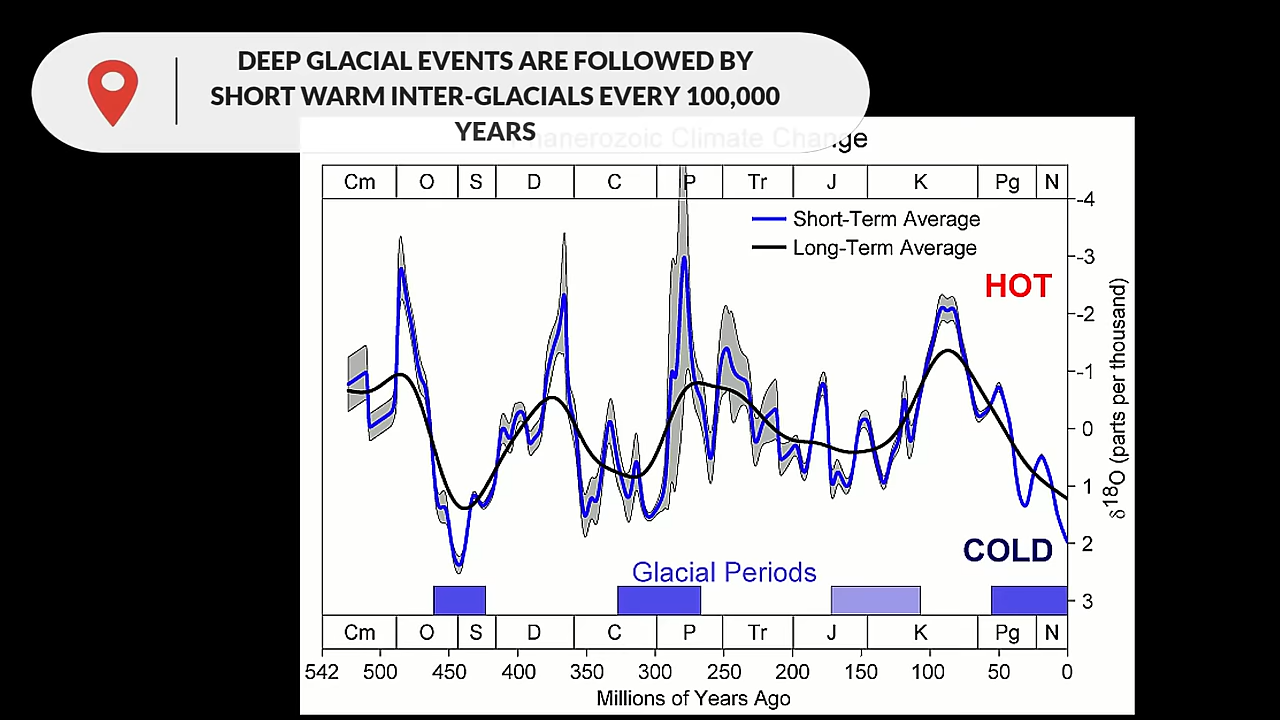 DEEP GLACIAL EVENTS ARE FOLLOWED BY
SHORT WARM INTER-GLACIALS EVERY 100,000
YEARS
Phanerozoic Climate Change
Cm O S D C P Tr J K Pg N
Short-Term Average
Long-Term Average
HOT
COLD
Glacial Periods
-4
-3
-2
-1
0
1
2
3
δ18O (parts per thousand)
Cm O S D C P Tr J K Pg N
542 500 450 400 350 300 250 200 150 100 50 0
Millions of Years Ago